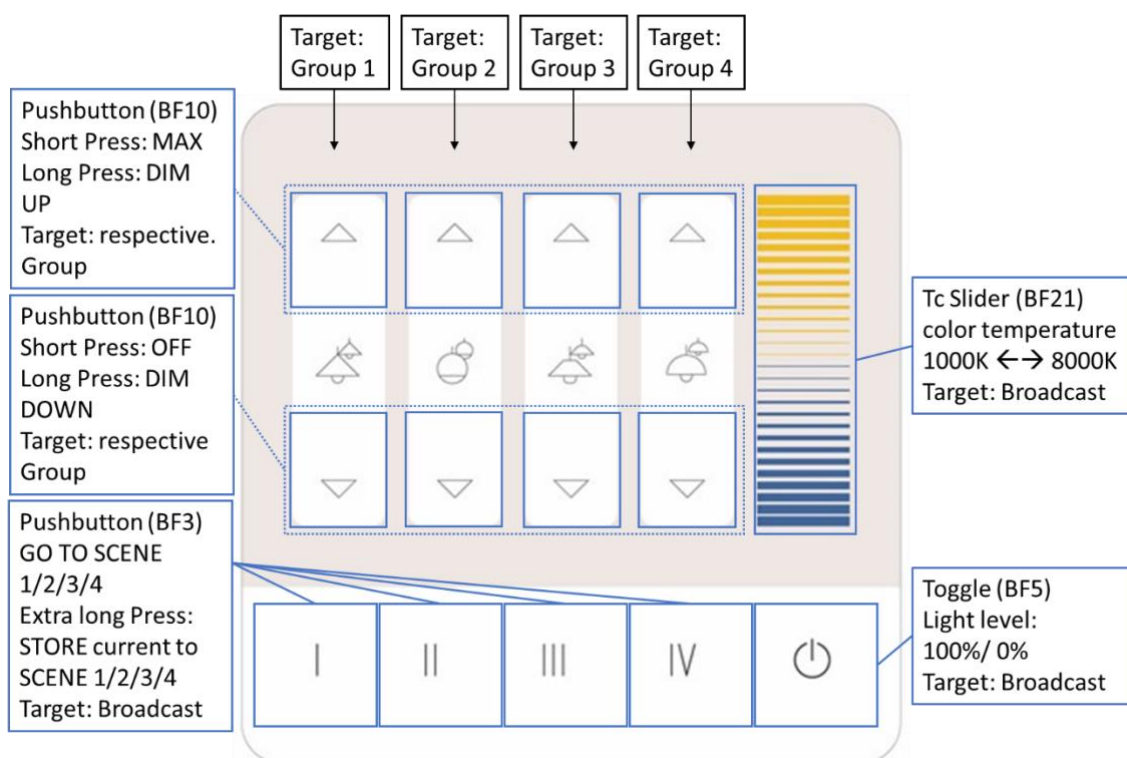 Target:
Group 1
Target:
Group 2
Target:
Group 3
Target:
Group 4
Pushbutton (BF10)
Short Press: MAX
Long Press: DIM
UP
Target: respective.
Group
Pushbutton (BF10)
Short Press: OFF
Long Press: DIM
DOWN
Target: respective
Group
Tc Slider (BF21)
color temperature
1000K ←→ 8000K
Target: Broadcast
Pushbutton (BF3)
GO TO SCENE
1/2/3/4
Extra long Press:
STORE current to
SCENE 1/2/3/4
Target: Broadcast
I
II
III
IV
Toggle (BF5)
Light level:
100%/ 0%
Target: Broadcast